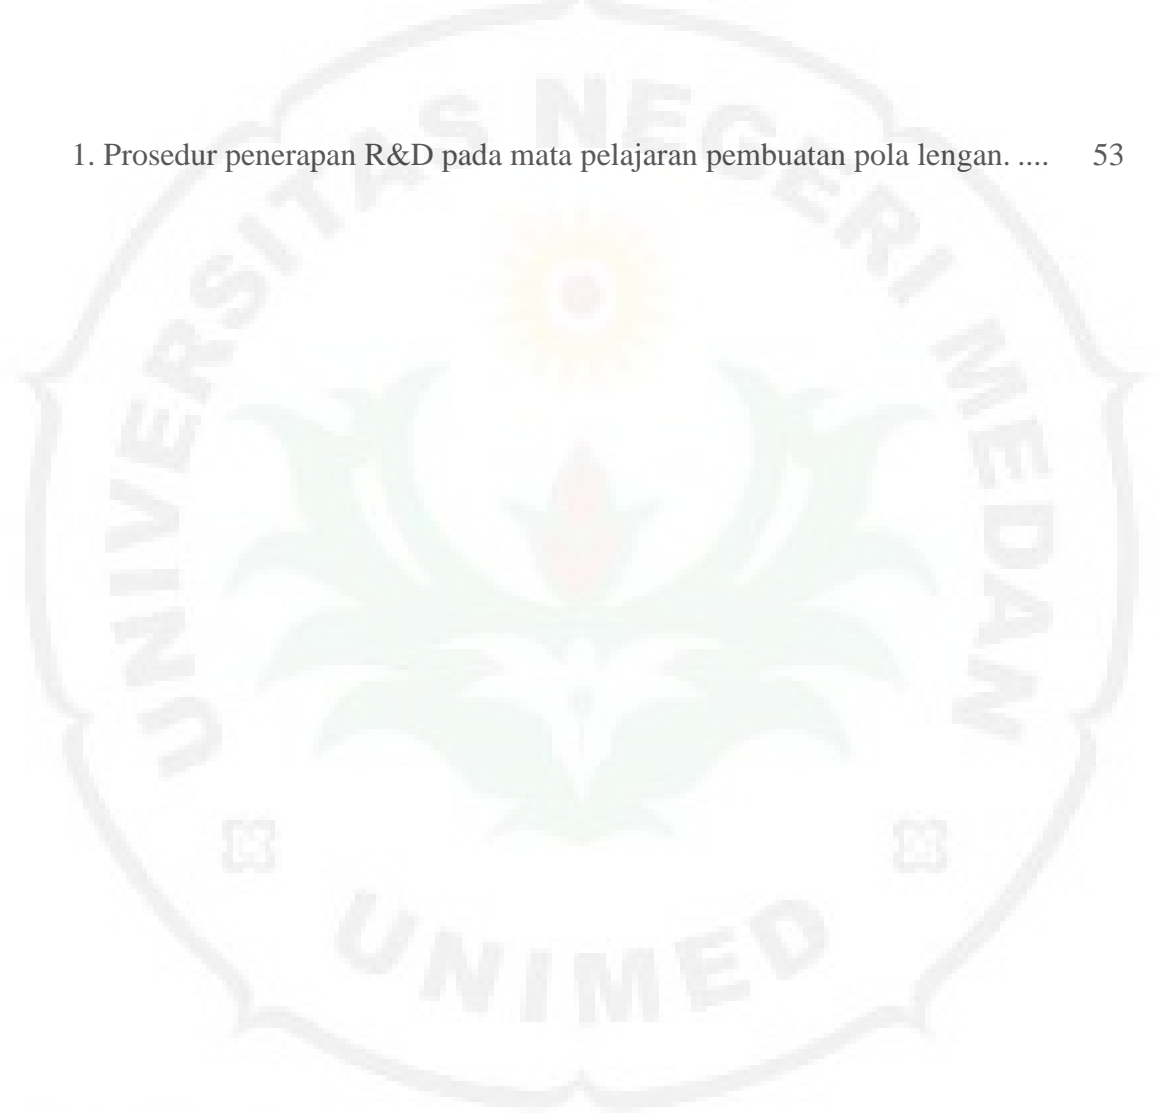 1. Prosedur penerapan R&D pada mata pelajaran pembuatan pola lengan. .... 53
UNIVERSITAS NEGERI MEDAN
UNIMED